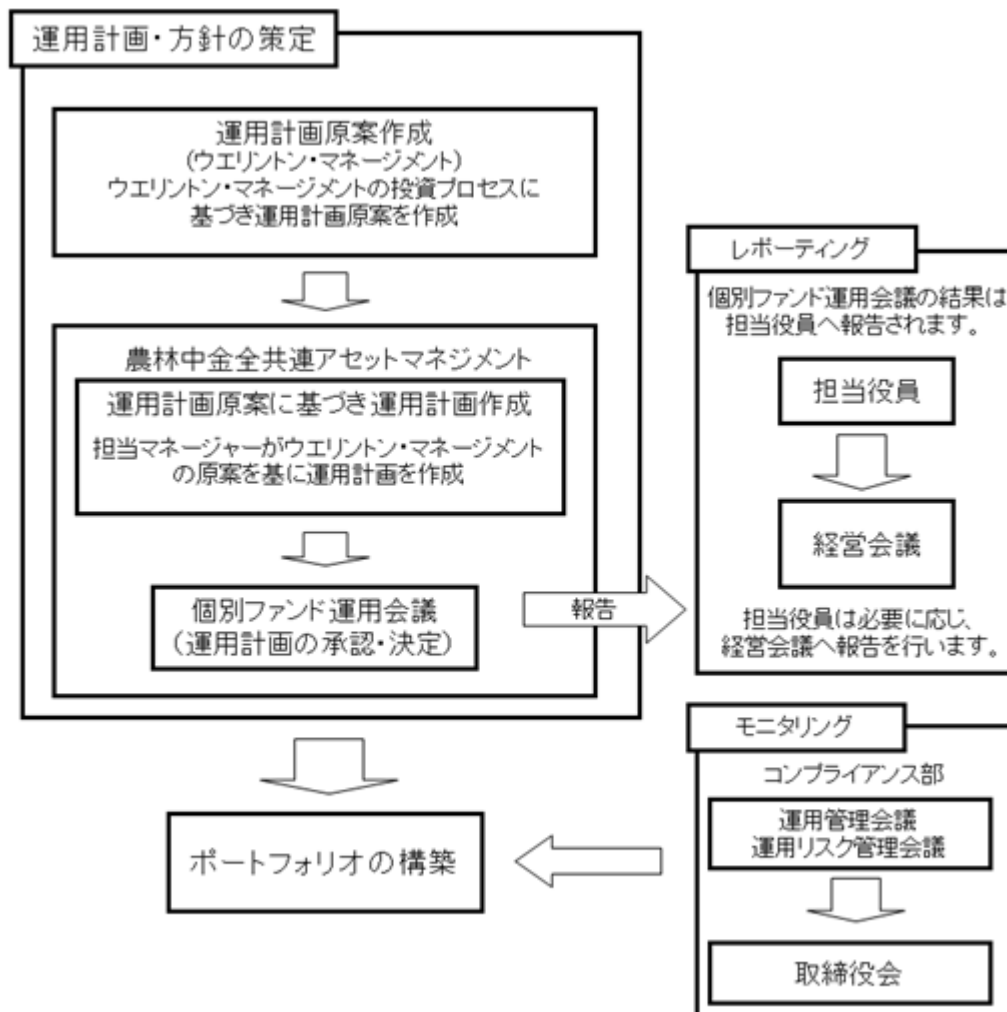 運用計画・方針の策定
運用計画原案作成
(ウエリントン・マネージメント)
ウエリントン・マネージメントの投資プロセスに
基づき運用計画原案を作成
農林中金全共連アセットマネジメント
運用計画原案に基づき運用計画作成
担当マネージャーがウエリントン・マネージメント
の原案を基に運用計画を作成
個別ファンド運用会議
(運用計画の承認・決定)
報告
ポートフォリオの構築
レポーティング
個別ファンド運用会議の結果は
担当役員へ報告されます。
担当役員
経営会議
担当役員は必要に応じ、
経営会議へ報告を行います。
モニタリング
コンプライアンス部
運用管理会議
運用リスク管理会議
取締役会